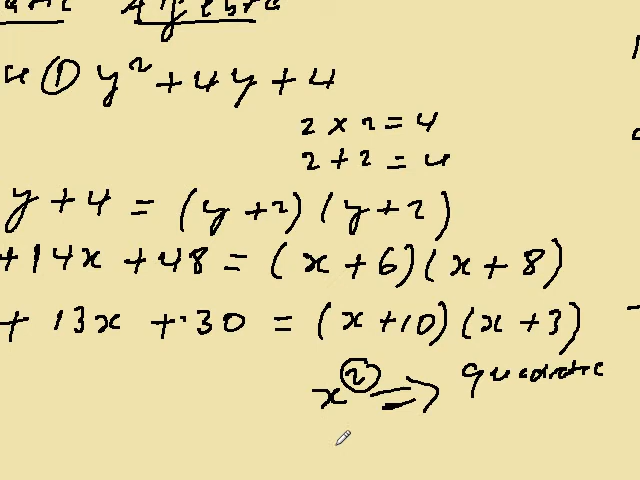 Algebra
① y² + 4y + 4
2 × 2 = 4
2 + 2 = 4
y + 4 = (y + 2) (y + 2)
+ 14x + 48 = (x + 6) (x + 8)
+ 13x + 30 = (x + 10) (x + 3)
x² => quadratic